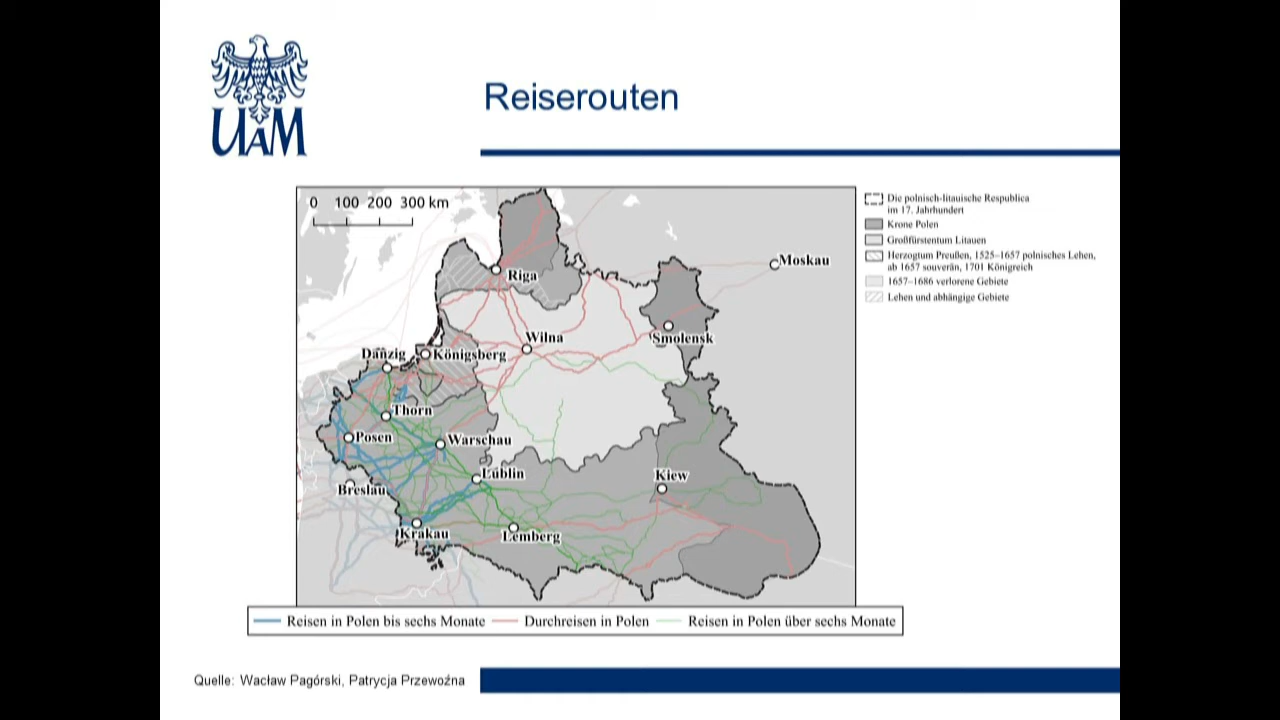 UAM
Reiserouten
0 100 200 300 km
Moskau
Riga
Wilna
Smolensk
Danzig
Königsberg
Thorn
Posen
Warschau
Lublin
Breslau
Kiew
Krakau
Lemberg
Die polnisch-litauische Respublica
im 17. Jahrhundert
Krone Polen
Großfürstentum Litauen
Herzogtum Preußen, 1525–1657 polnisches Lehen,
ab 1657 souverän, 1701 Königreich
1657–1686 verlorene Gebiete
Lehen und abhängige Gebiete
Reisen in Polen bis sechs Monate
Durchreisen in Polen
Reisen in Polen über sechs Monate
Quelle: Wacław Pagórski, Patrycja Przewoźna